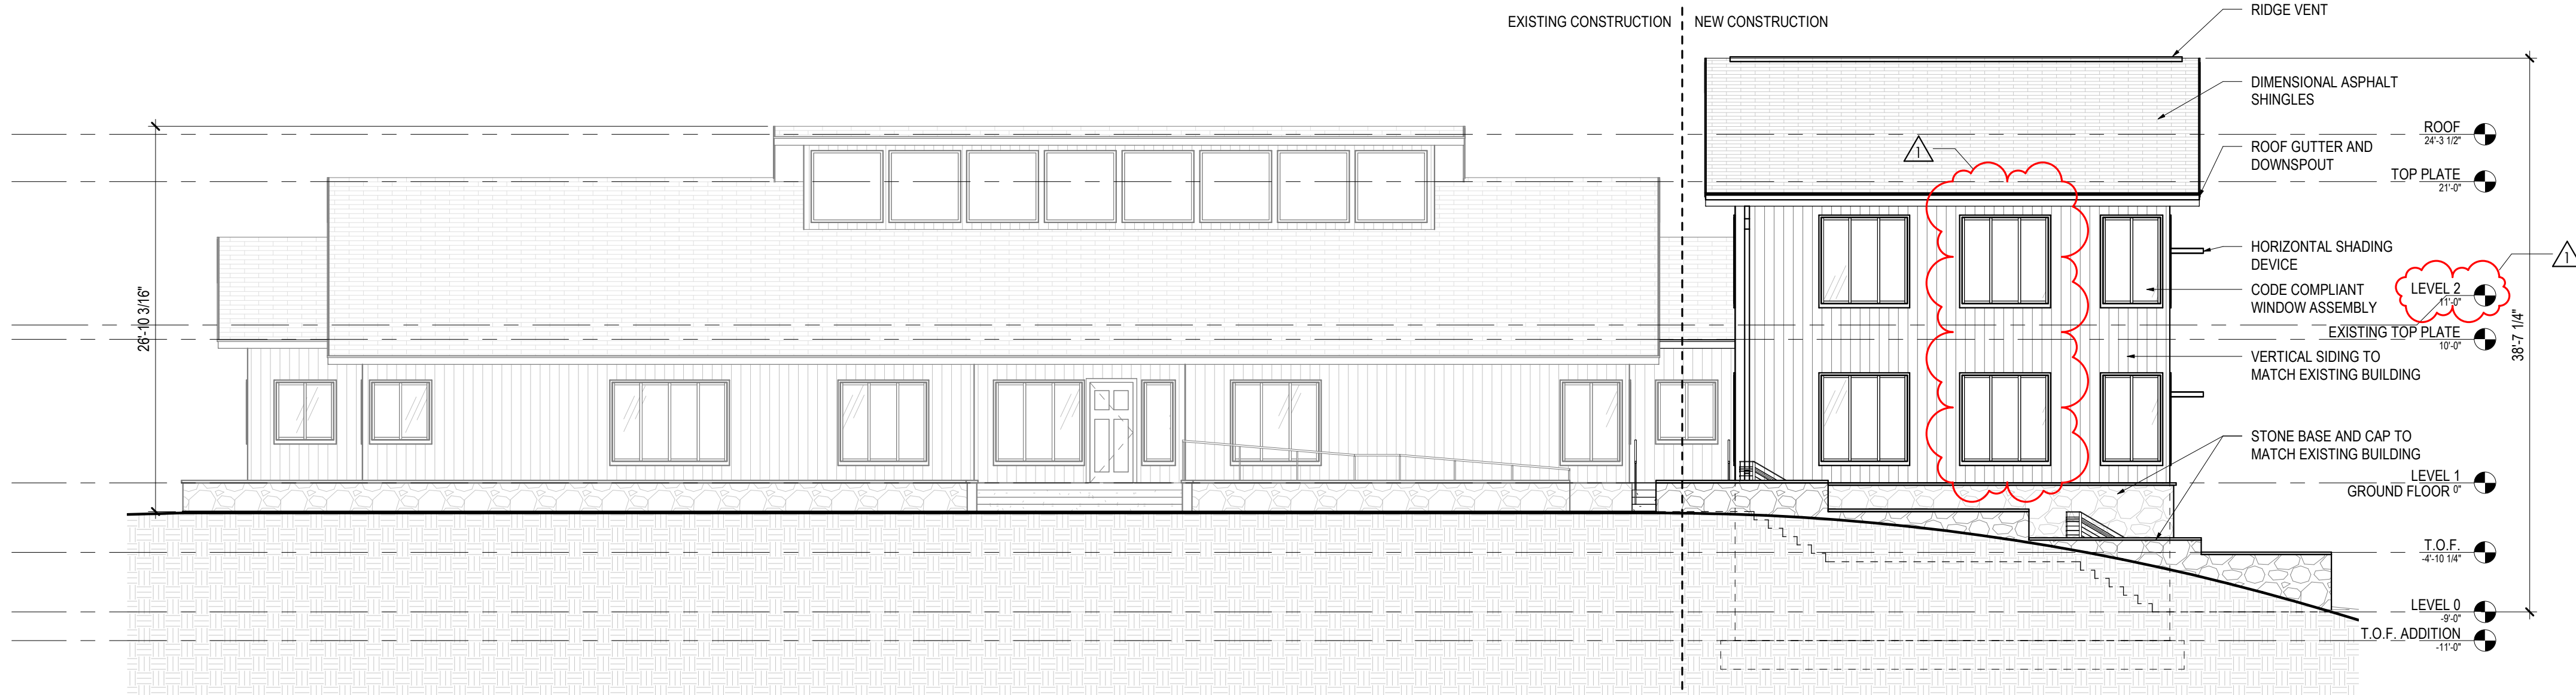 EXISTING CONSTRUCTION
NEW CONSTRUCTION
RIDGE VENT
DIMENSIONAL ASPHALT
SHINGLES
ROOF
24'-3 1/2"
1
ROOF GUTTER AND
DOWNSPOUT
TOP PLATE
21'-0"
HORIZONTAL SHADING
DEVICE
1
CODE COMPLIANT
WINDOW ASSEMBLY
LEVEL 2
11'-0"
26'-10 3/16"
38'-7 1/4"
EXISTING TOP PLATE
10'-0"
VERTICAL SIDING TO
MATCH EXISTING BUILDING
STONE BASE AND CAP TO
MATCH EXISTING BUILDING
LEVEL 1
GROUND FLOOR 0"
T.O.F.
-4'-10 1/4"
LEVEL 0
-9'-0"
T.O.F. ADDITION
-11'-0"